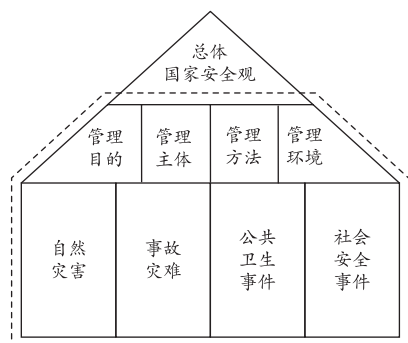 总体
国家安全观
管理
目的
管理
主体
管理
方法
管理
环境
自然
灾害
事故
灾难
公共
卫生
事件
社会
安全
事件